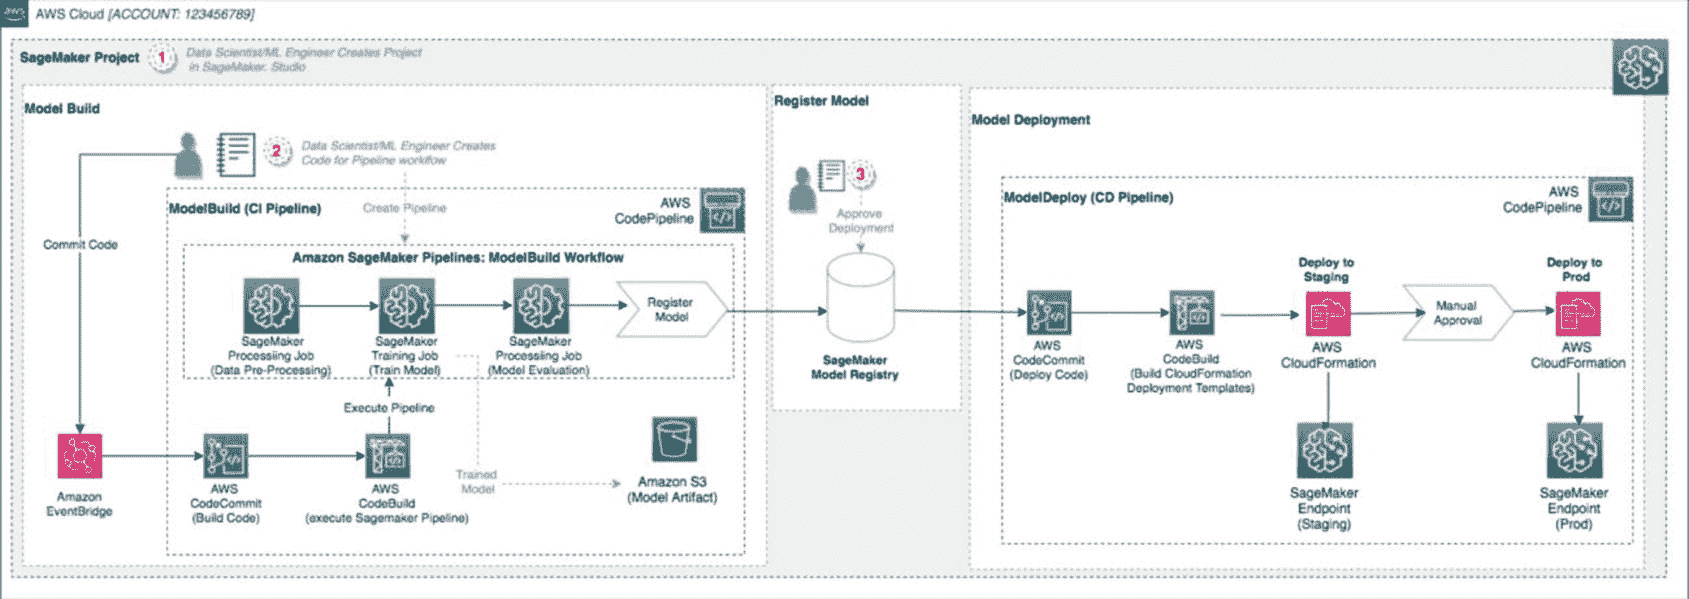 AWS Cloud [ACCOUNT: 123456789]
SageMaker Project
1
Data Scientist/ML Engineer Creates Project
in SageMaker. Studio
Model Build
2
Data Scientist/ML Engineer Creates
Code for Pipeline workflow
Commit Code
ModelBuild (CI Pipeline)
Create Pipeline
AWS
CodePipeline
Amazon SageMaker Pipelines: ModelBuild Workflow
SageMaker
Processiing Job
(Data Pre-Processing)
SageMaker
Training Job
(Train Model)
SageMaker
Processiing Job
(Model Evaluation)
Register
Model
Execute Pipeline
Amazon
EventBridge
AWS
CodeCommit
(Build Code)
AWS
CodeBuild
(execute Sagemaker Pipeline)
Trained
Model
Amazon S3
(Model Artifact)
Register Model
3
Approve
Deployment
SageMaker
Model Registry
Model Deployment
ModelDeploy (CD Pipeline)
AWS
CodePipeline
AWS
CodeCommit
(Deploy Code)
AWS
CodeBuild
(Build CloudFormation
Deployment Templates)
Deploy to
Staging
AWS
CloudFormation
Manual
Approval
Deploy to
Prod
AWS
CloudFormation
SageMaker
Endpoint
(Staging)
SageMaker
Endpoint
(Prod)